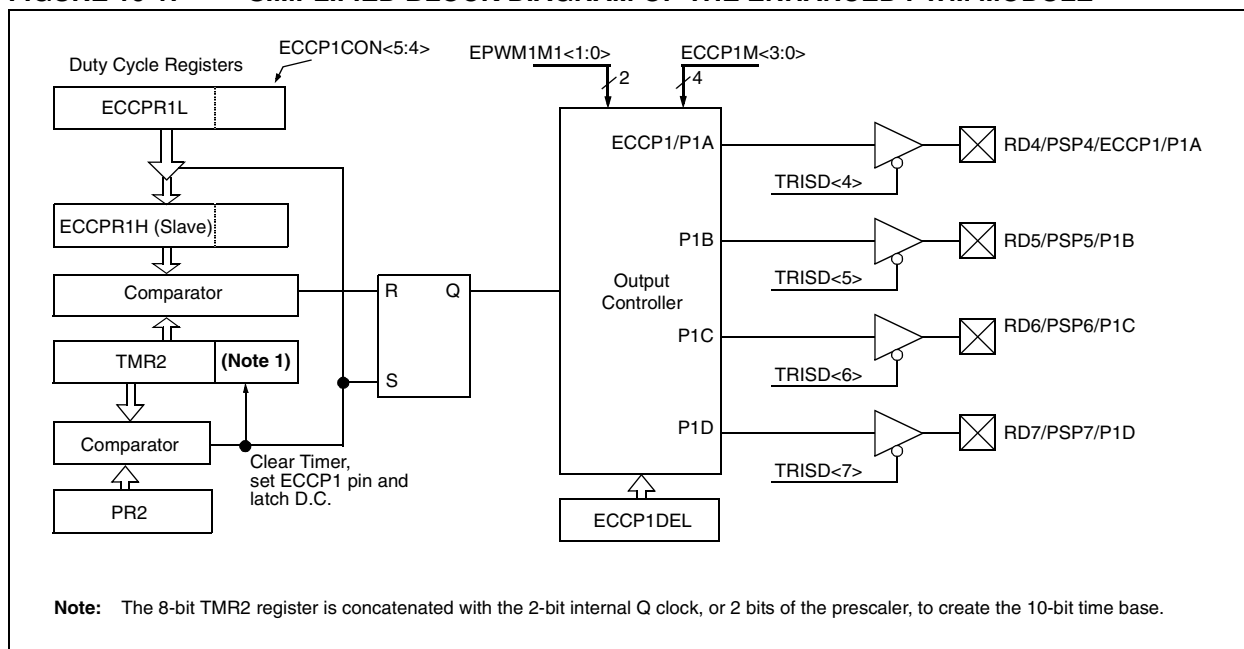 ECCP1CON<5:4>
Duty Cycle Registers
ECCPR1L
ECCPR1H (Slave)
Comparator
TMR2
(Note 1)
Comparator
PR2
Clear Timer,
set ECCP1 pin and
latch D.C.
R
Q
S
EPWM1M1<1:0>
2
ECCP1M<3:0>
4
ECCP1/P1A
P1B
Output
Controller
P1C
P1D
ECCP1DEL
TRISD<4>
RD4/PSP4/ECCP1/P1A
TRISD<5>
RD5/PSP5/P1B
TRISD<6>
RD6/PSP6/P1C
TRISD<7>
RD7/PSP7/P1D
Note: The 8-bit TMR2 register is concatenated with the 2-bit internal Q clock, or 2 bits of the prescaler, to create the 10-bit time base.